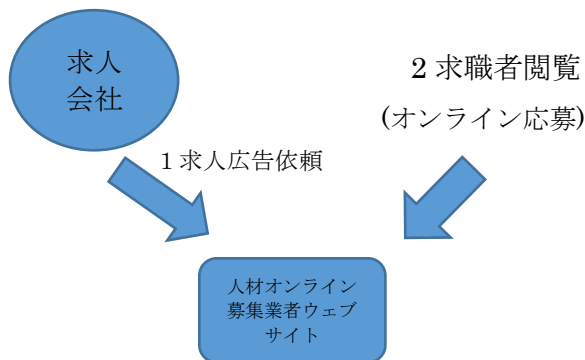 求人
会社
2 求職者閲覧
(オンライン応募)
1 求人広告依頼
人材オンライン
募集業者ウェブ
サイト